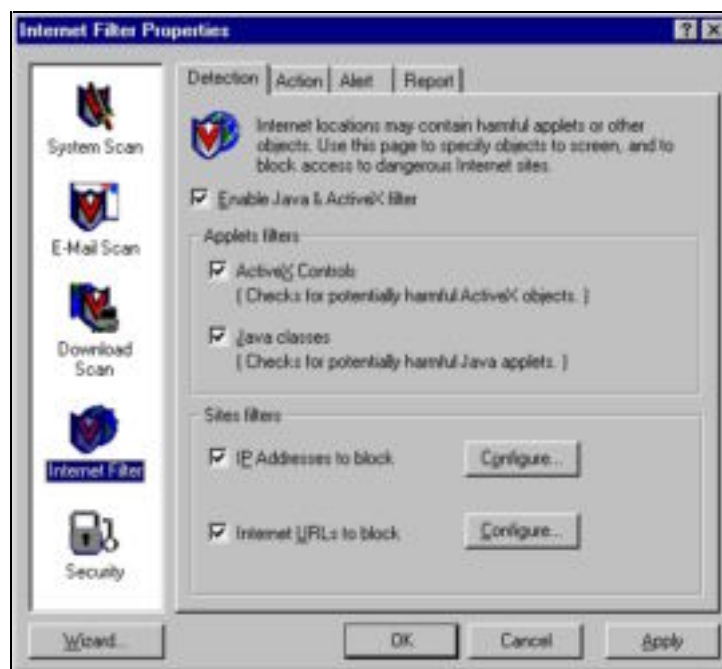 Internet Filter Properties
System Scan
E-Mail Scan
Download
Scan
Internet Filter
Security
Detection Action Alert Report
Internet locations may contain harmful applets or other
objects. Use this page to specify objects to screen, and to
block access to dangerous Internet sites.
Enable Java & ActiveX filter
Applets filters
ActiveX Controls
( Checks for potentially harmful ActiveX objects. )
Java classes
( Checks for potentially harmful Java applets. )
Sites filters
IP Addresses to block Configure...
Internet URLs to block Configure...
Wizard... OK Cancel Apply